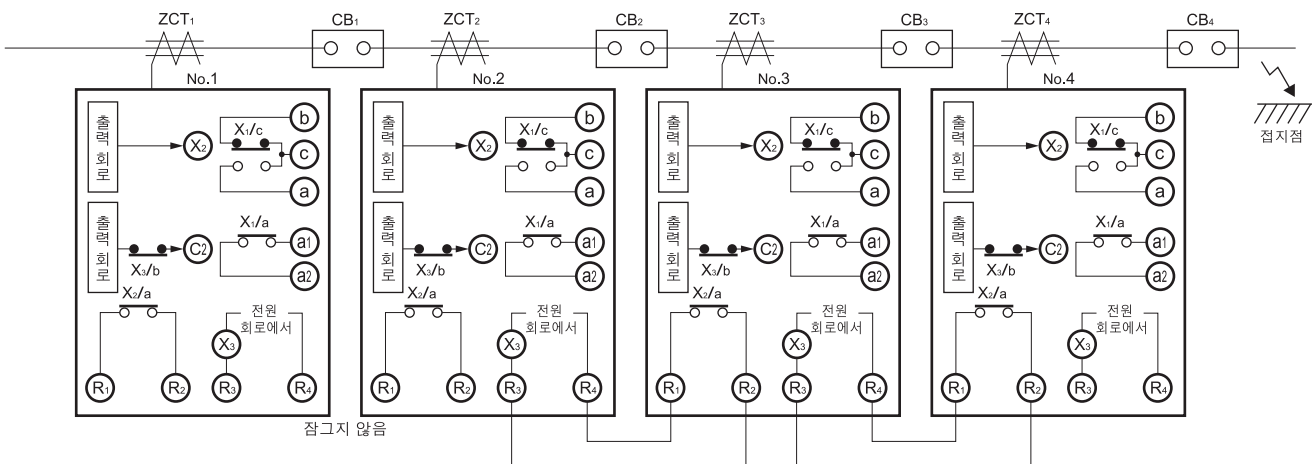 ZCT1 CB1 ZCT2 CB2 ZCT3 CB3 ZCT4 CB4
No.1 No.2 No.3 No.4
접지점
출력 회로
X2
X1/c
b
c
a
출력 회로
X3/b
C2
X1/a
a1
a2
X2/a
전원
회로에서
X3
R1 R2 R3 R4
출력 회로
X2
X1/c
b
c
a
출력 회로
X3/b
C2
X1/a
a1
a2
X2/a
전원
회로에서
X3
R1 R2 R3 R4
출력 회로
X2
X1/c
b
c
a
출력 회로
X3/b
C2
X1/a
a1
a2
X2/a
전원
회로에서
X3
R1 R2 R3 R4
출력 회로
X2
X1/c
b
c
a
출력 회로
X3/b
C2
X1/a
a1
a2
X2/a
전원
회로에서
X3
R1 R2 R3 R4
잠그지 않음